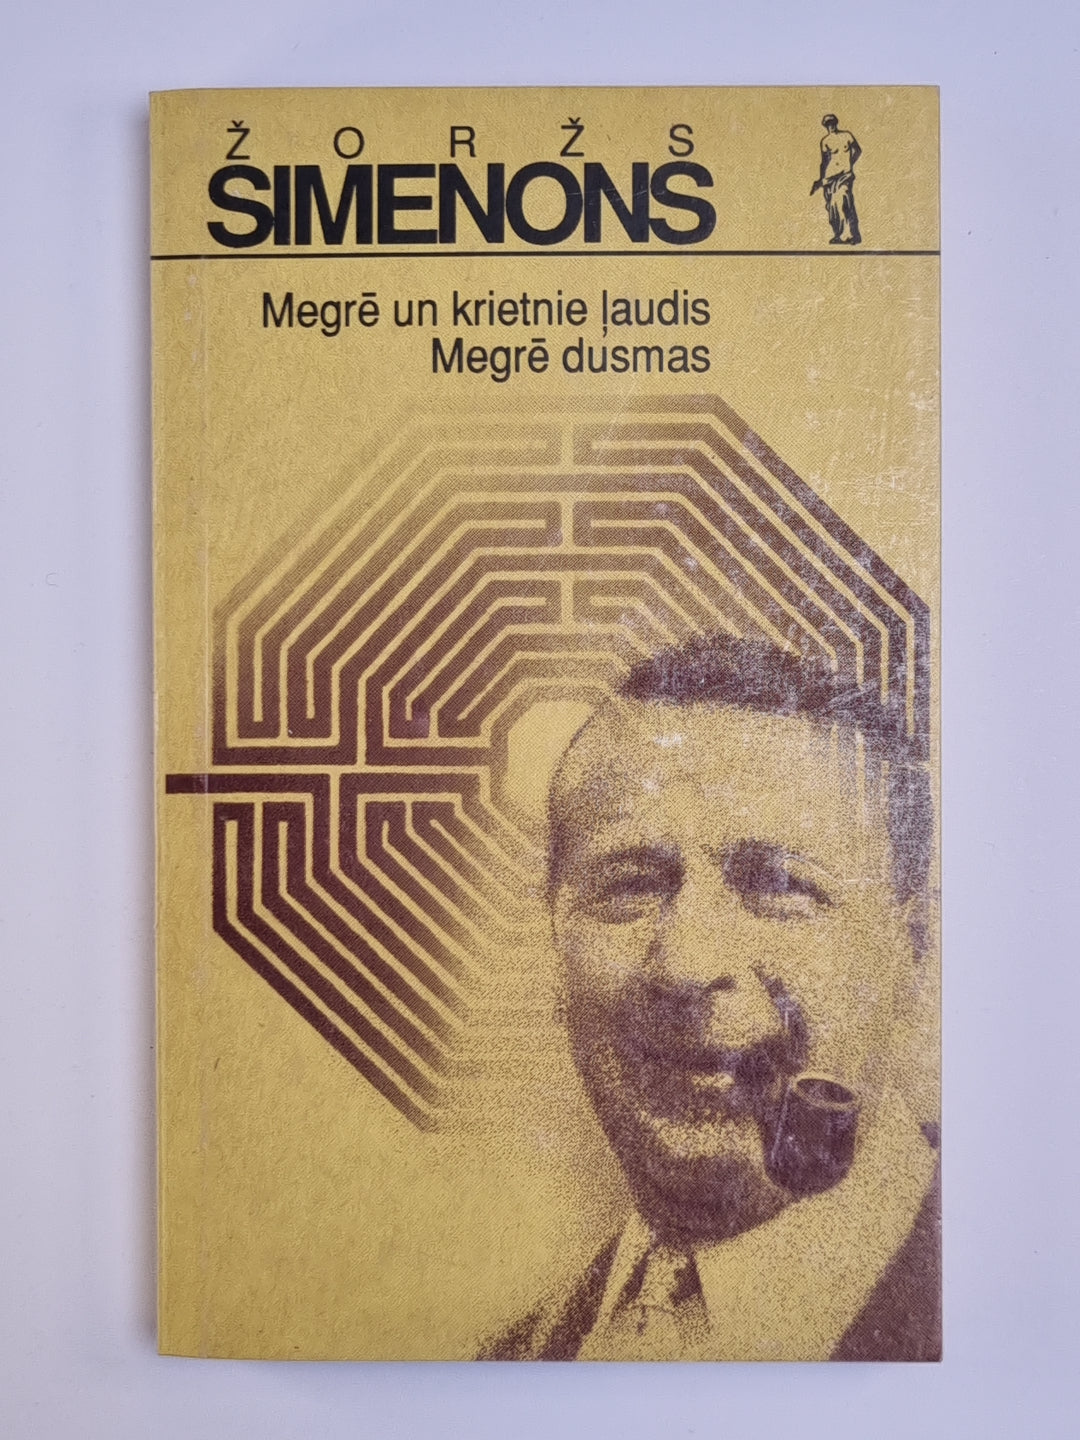 ŽORŽS
SIMENONS
Megrē un krietnie ļaudis
Megrē dusmas